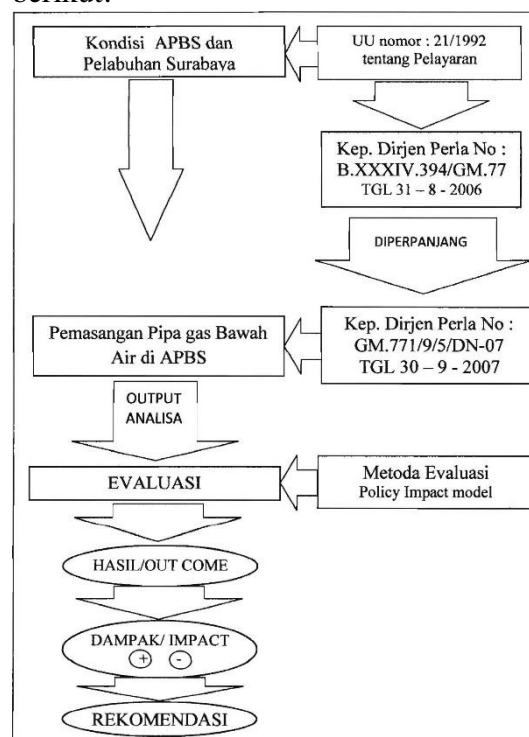 berikut:
Kondisi APBS dan
Pelabuhan Surabaya
UU nomor : 21/1992
tentang Pelayaran
Kep. Dirjen Perla No :
B.XXXIV.394/GM.77
TGL 31 – 8 - 2006
DIPERPANJANG
Pemasangan Pipa gas Bawah
Air di APBS
Kep. Dirjen Perla No :
GM.771/9/5/DN-07
TGL 30 – 9 - 2007
OUTPUT
ANALISA
EVALUASI
Metoda Evaluasi
Policy Impact model
HASIL/OUT COME
DAMPAK/ IMPACT
+ -
REKOMENDASI